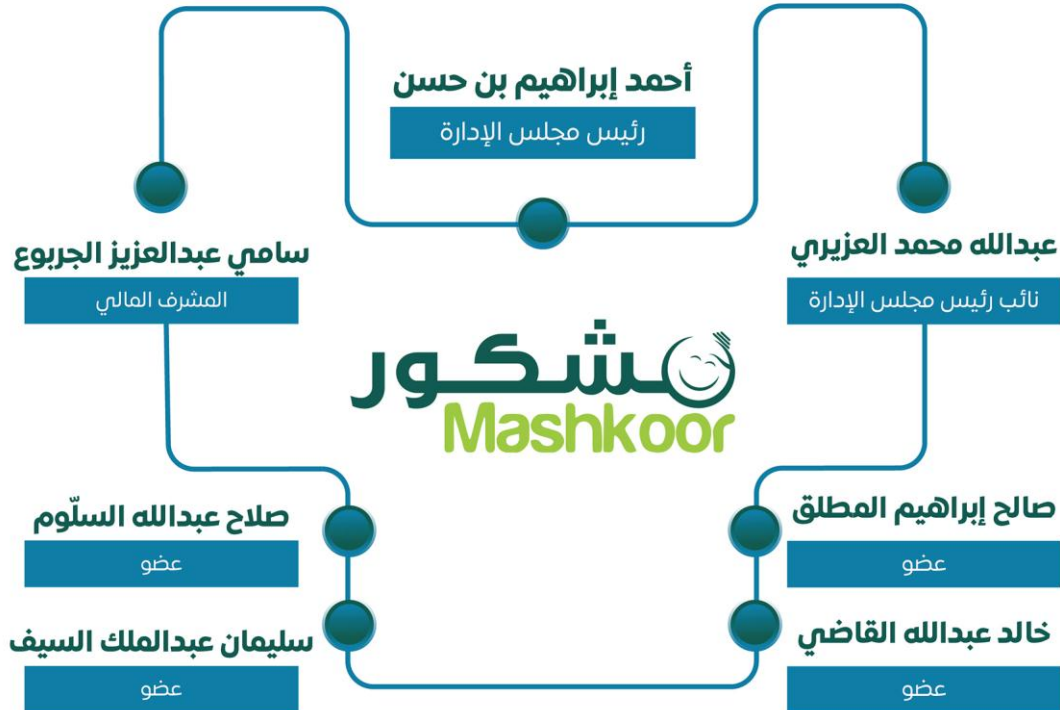 أحمد إبراهيم بن حسن
رئيس مجلس الإدارة
عبدالله محمد العزيري
نائب رئيس مجلس الإدارة
سامي عبدالعزيز الجربوع
المشرف المالي
مشكور
Mashkoor
صالح إبراهيم المطلق
عضو
صلاح عبدالله السلّوم
عضو
خالد عبدالله القاضي
عضو
سليمان عبدالملك السيف
عضو